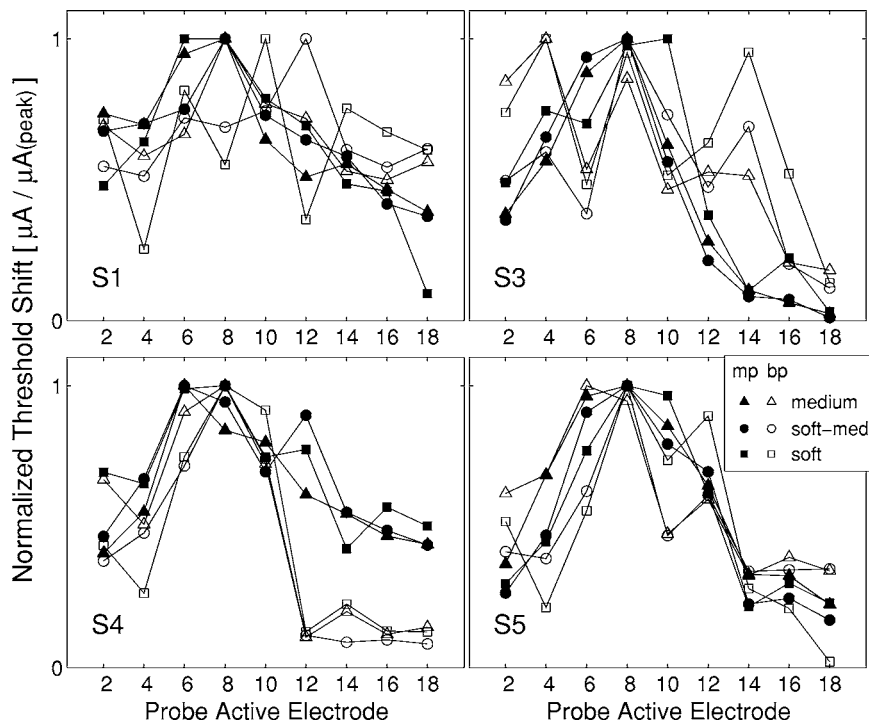 Normalized Threshold Shift [ μA / μA(peak) ]
1
0
S1
2 4 6 8 10 12 14 16 18
1
0
S3
2 4 6 8 10 12 14 16 18
1
0
S4
2 4 6 8 10 12 14 16 18
Probe Active Electrode
1
0
S5
mp bp
medium
soft-med
soft
2 4 6 8 10 12 14 16 18
Probe Active Electrode